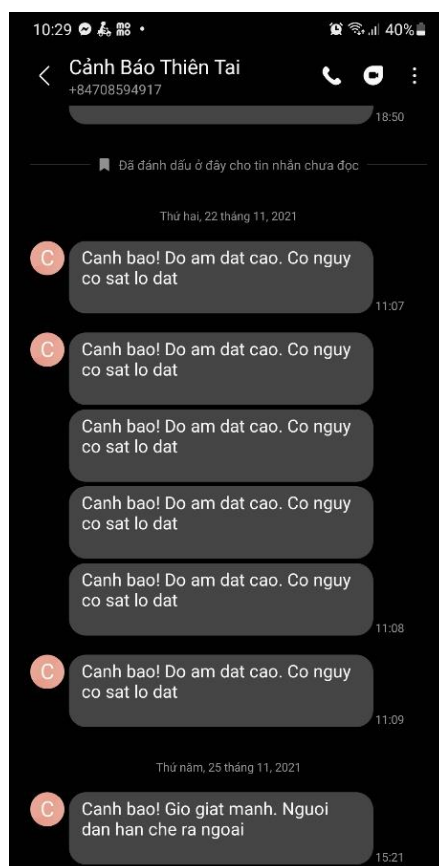 10:29
40%
Cảnh Báo Thiên Tai
+84708594917
18:50
Đã đánh dấu ở đây cho tin nhắn chưa đọc
Thứ hai, 22 tháng 11, 2021
C
Canh bao! Do am dat cao. Co nguy
co sat lo dat
11:07
C
Canh bao! Do am dat cao. Co nguy
co sat lo dat
Canh bao! Do am dat cao. Co nguy
co sat lo dat
Canh bao! Do am dat cao. Co nguy
co sat lo dat
Canh bao! Do am dat cao. Co nguy
co sat lo dat
11:08
C
Canh bao! Do am dat cao. Co nguy
co sat lo dat
11:09
Thứ năm, 25 tháng 11, 2021
C
Canh bao! Gio giat manh. Nguoi
dan han che ra ngoai
15:21